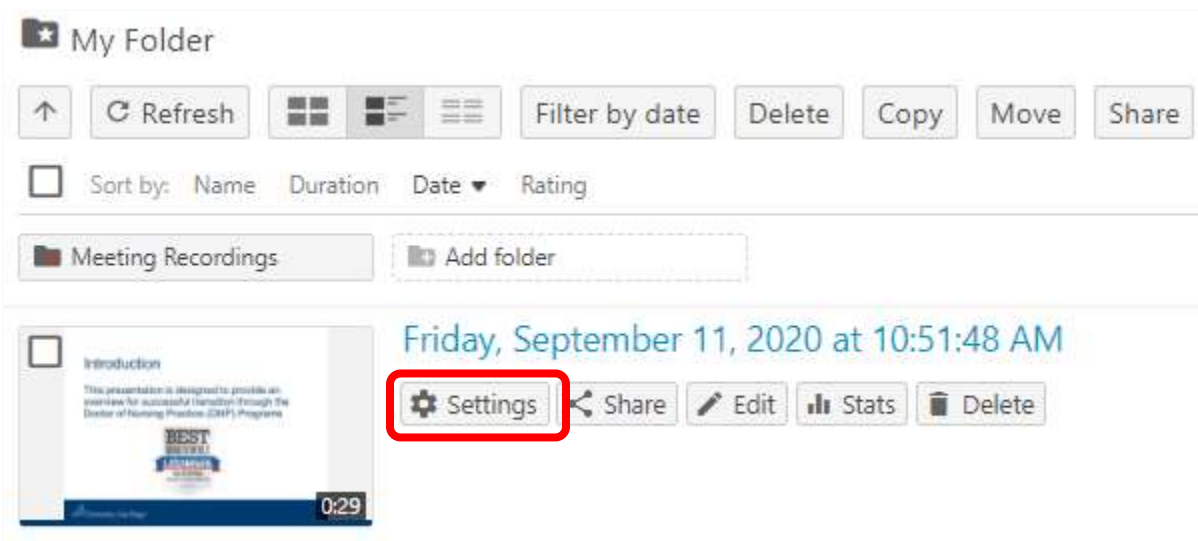 My Folder
Refresh Filter by date Delete Copy Move Share
Sort by: Name Duration Date Rating
Meeting Recordings Add folder
Friday, September 11, 2020 at 10:51:48 AM
Settings Share Edit Stats Delete
Introduction
This presentation is designed to provide an
overview for successful transition through the
Doctor of Nursing Practice (DNP) Programs
BEST
0:29